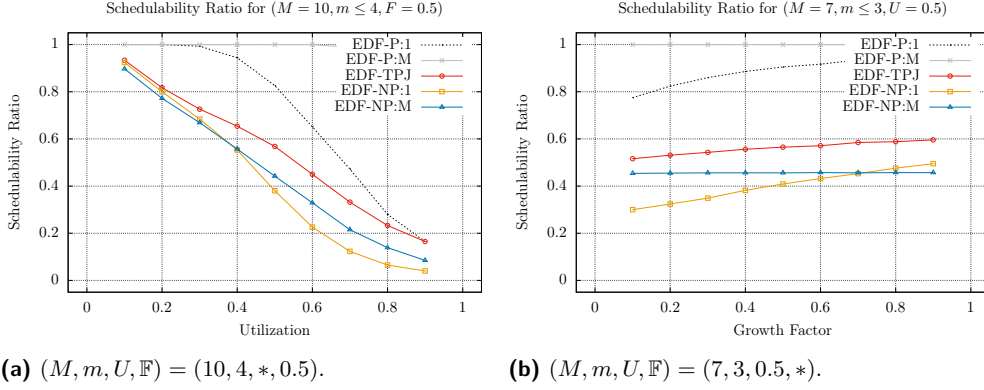 Schedulability Ratio for (M = 10, m ≤ 4, F = 0.5)
Schedulability Ratio
1
0.8
0.6
0.4
0.2
0
EDF-P:1
EDF-P:M
EDF-TPJ
EDF-NP:1
EDF-NP:M
0 0.2 0.4 0.6 0.8 1
Utilization
(a) (M, m, U, 𝔽) = (10, 4, ∗, 0.5).
Schedulability Ratio for (M = 7, m ≤ 3, U = 0.5)
Schedulability Ratio
1
0.8
0.6
0.4
0.2
0
EDF-P:1
EDF-P:M
EDF-TPJ
EDF-NP:1
EDF-NP:M
0 0.2 0.4 0.6 0.8 1
Growth Factor
(b) (M, m, U, 𝔽) = (7, 3, 0.5, ∗).